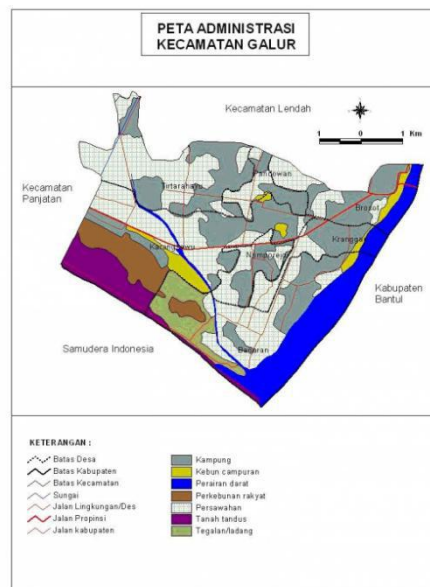 PETA ADMINISTRASI
KECAMATAN GALUR
Kecamatan Lendah
1 0 1 Km
Kecamatan
Panjatan
Tirtarahayu
Pandowan
Brosot
Kranggan
Nomporejo
Kabupaten
Bantul
Samudera Indonesia
Banaran
KETERANGAN :
Batas Desa
Batas Kabupaten
Batas Kecamatan
Sungai
Jalan Lingkungan/Des
Jalan Propinsi
Jalan kabupaten
Kampung
Kebun campuran
Perairan darat
Perkebunan rakyat
Persawahan
Tanah tandus
Tegalan/ladang